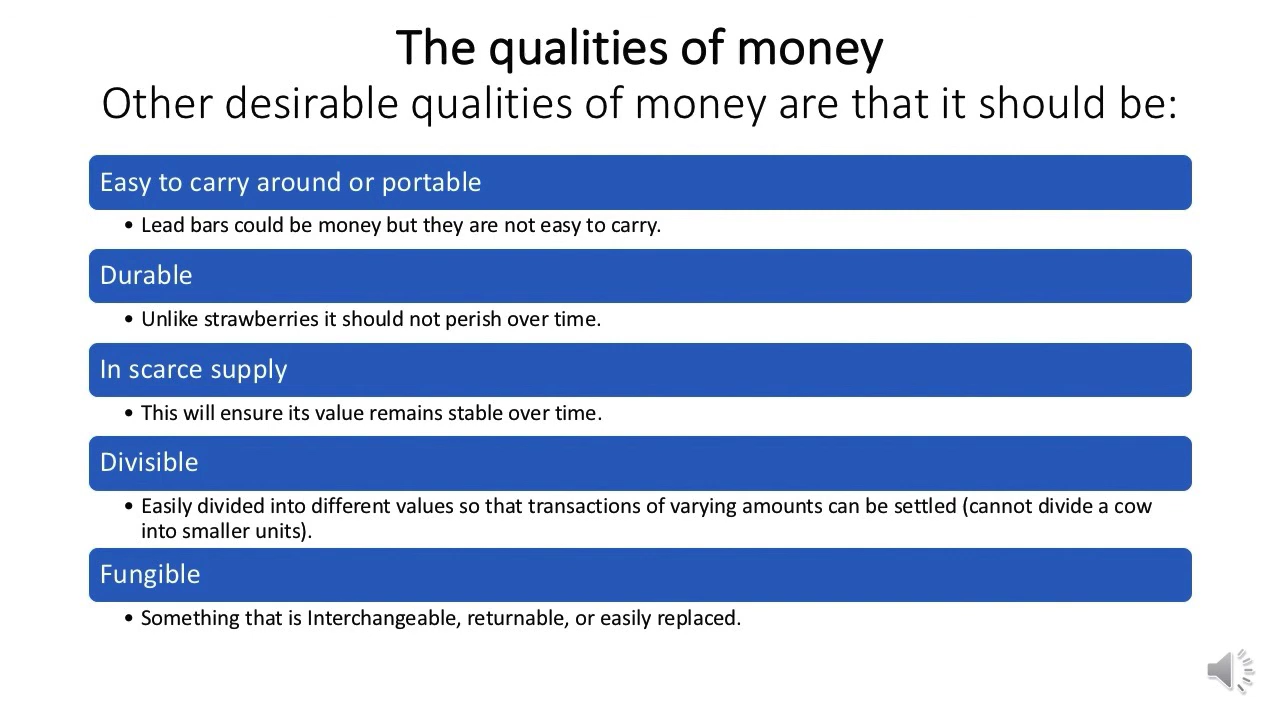 The qualities of money
Other desirable qualities of money are that it should be:
Easy to carry around or portable
• Lead bars could be money but they are not easy to carry.
Durable
• Unlike strawberries it should not perish over time.
In scarce supply
• This will ensure its value remains stable over time.
Divisible
• Easily divided into different values so that transactions of varying amounts can be settled (cannot divide a cow
into smaller units).
Fungible
• Something that is Interchangeable, returnable, or easily replaced.